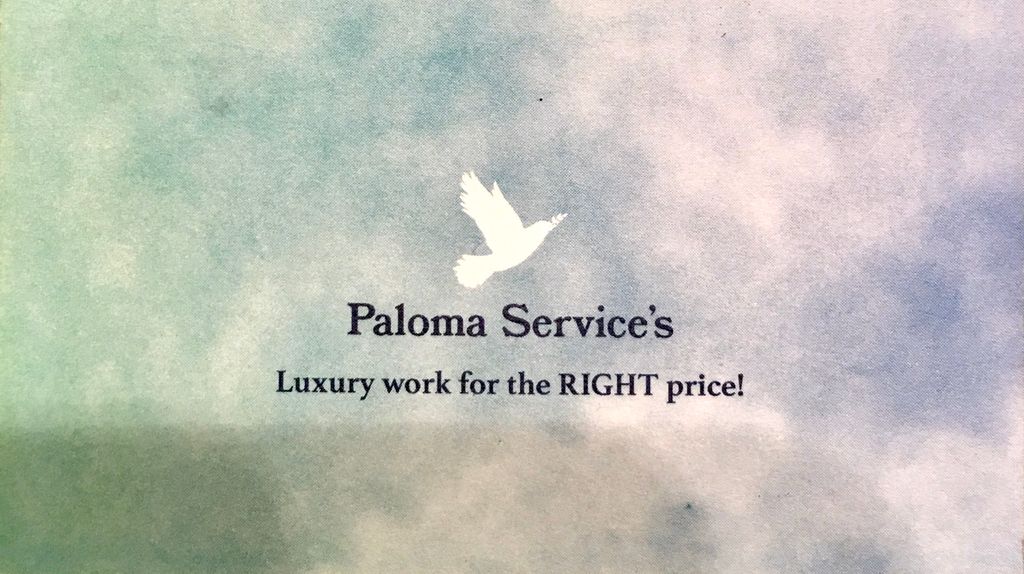 Paloma Service's
Luxury work for the RIGHT price!